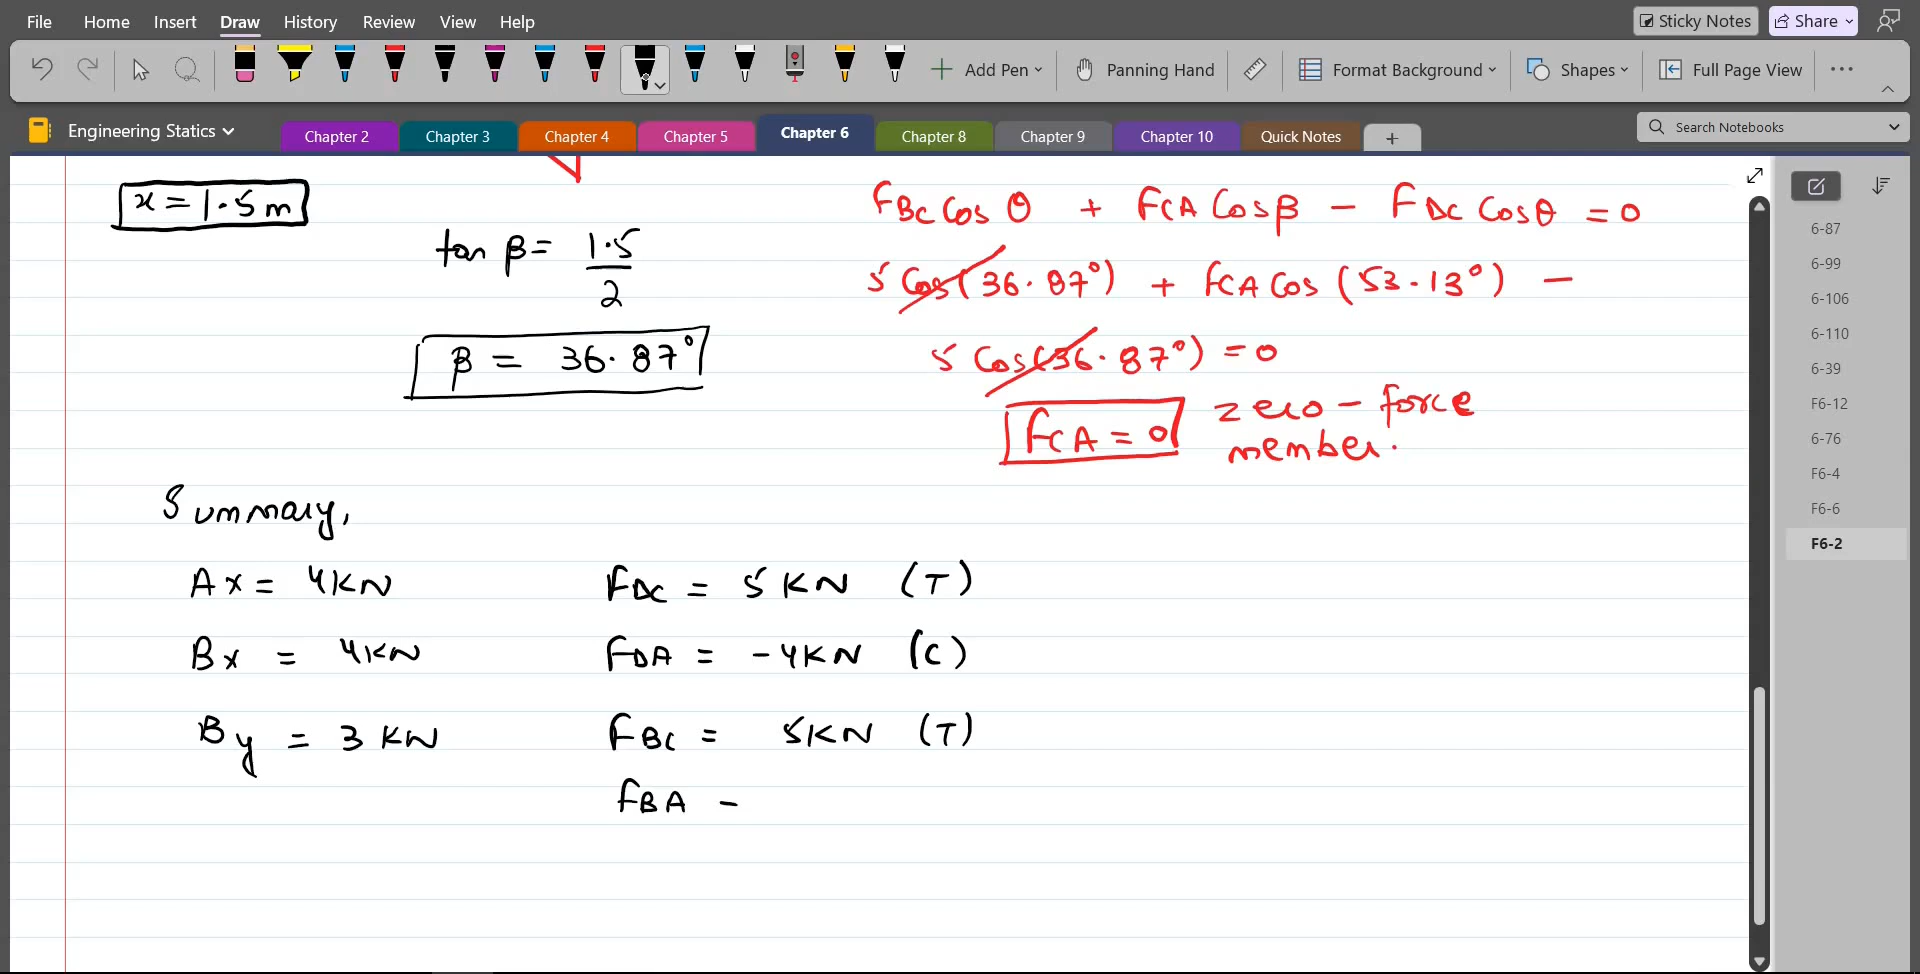 File Home Insert Draw History Review View Help Sticky Notes Share
Add Pen Panning Hand Format Background Shapes Full Page View
Engineering Statics Chapter 2 Chapter 3 Chapter 4 Chapter 5 Chapter 6 Chapter 8 Chapter 9 Chapter 10 Quick Notes + Search Notebooks
x = 1.5m
tan β = 1.5/2
β = 36.87°
FBC Cos θ + FCA Cos β - FDC Cos θ = 0
5 Cos(36.87°) + FCA Cos (53.13°) -
5 Cos(36.87°) = 0
FCA = 0 zero-force
member.
Summary,
Ax = 4KN FDC = 5 KN (T)
Bx = 4KN FDA = -4KN (C)
By = 3 KN FBC = 5KN (T)
FBA -
6-87
6-99
6-106
6-110
6-39
F6-12
6-76
F6-4
F6-6
F6-2